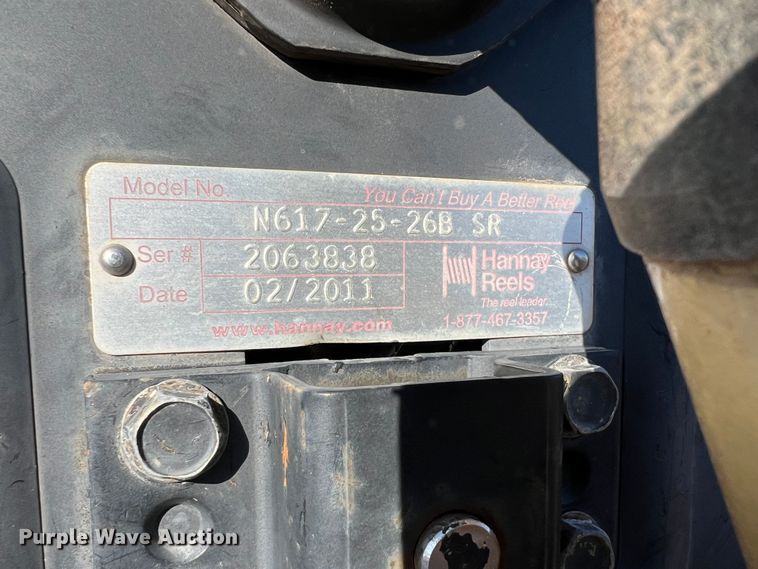 Model No.
You Can't Buy A Better Reel
N617-25-26B SR
Ser # 2063838
Hannay
Reels
Date 02/2011
The reel leader.
www.hannay.com
1-877-467-3357
Purple Wave Auction